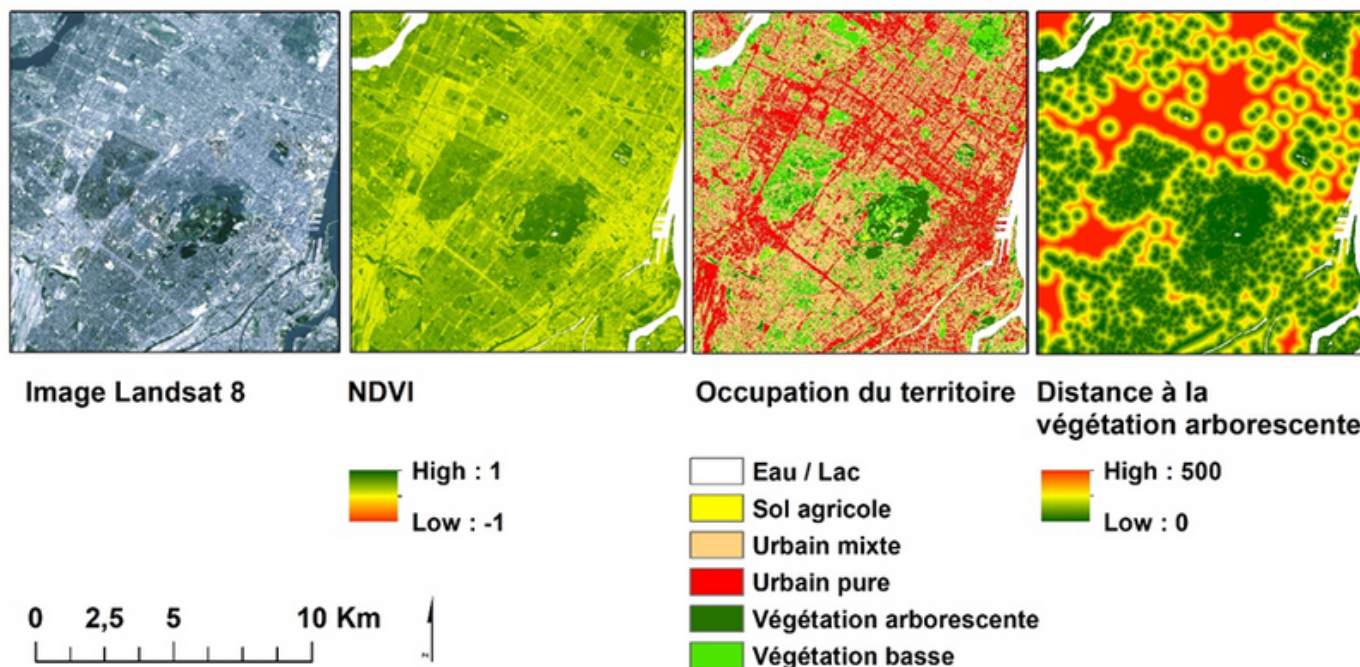 Image Landsat 8
NDVI
High : 1
Low : -1
Occupation du territoire
Eau / Lac
Sol agricole
Urbain mixte
Urbain pure
Végétation arborescente
Végétation basse
Distance à la
végétation arborescente
High : 500
Low : 0
0 2,5 5 10 Km